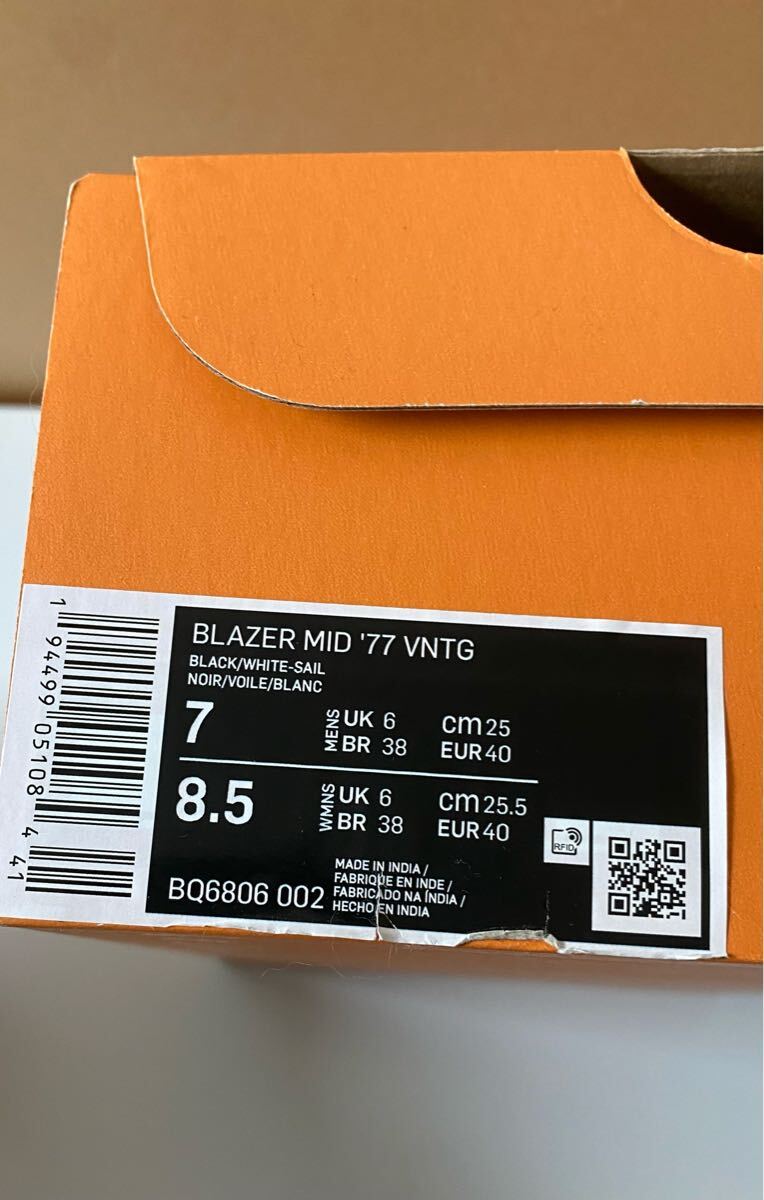 BLAZER MID '77 VNTG
BLACK/WHITE-SAIL
NOIR/VOILE/BLANC
7 MENS UK 6 cm 25
BR 38 EUR 40
8.5 WMNS UK 6 cm 25.5
BR 38 EUR 40
BQ6806 002
MADE IN INDIA /
FABRIQUE EN INDE /
FABRICADO NA ÍNDIA /
HECHO EN INDIA
RFID
1 94499 05108 4 41